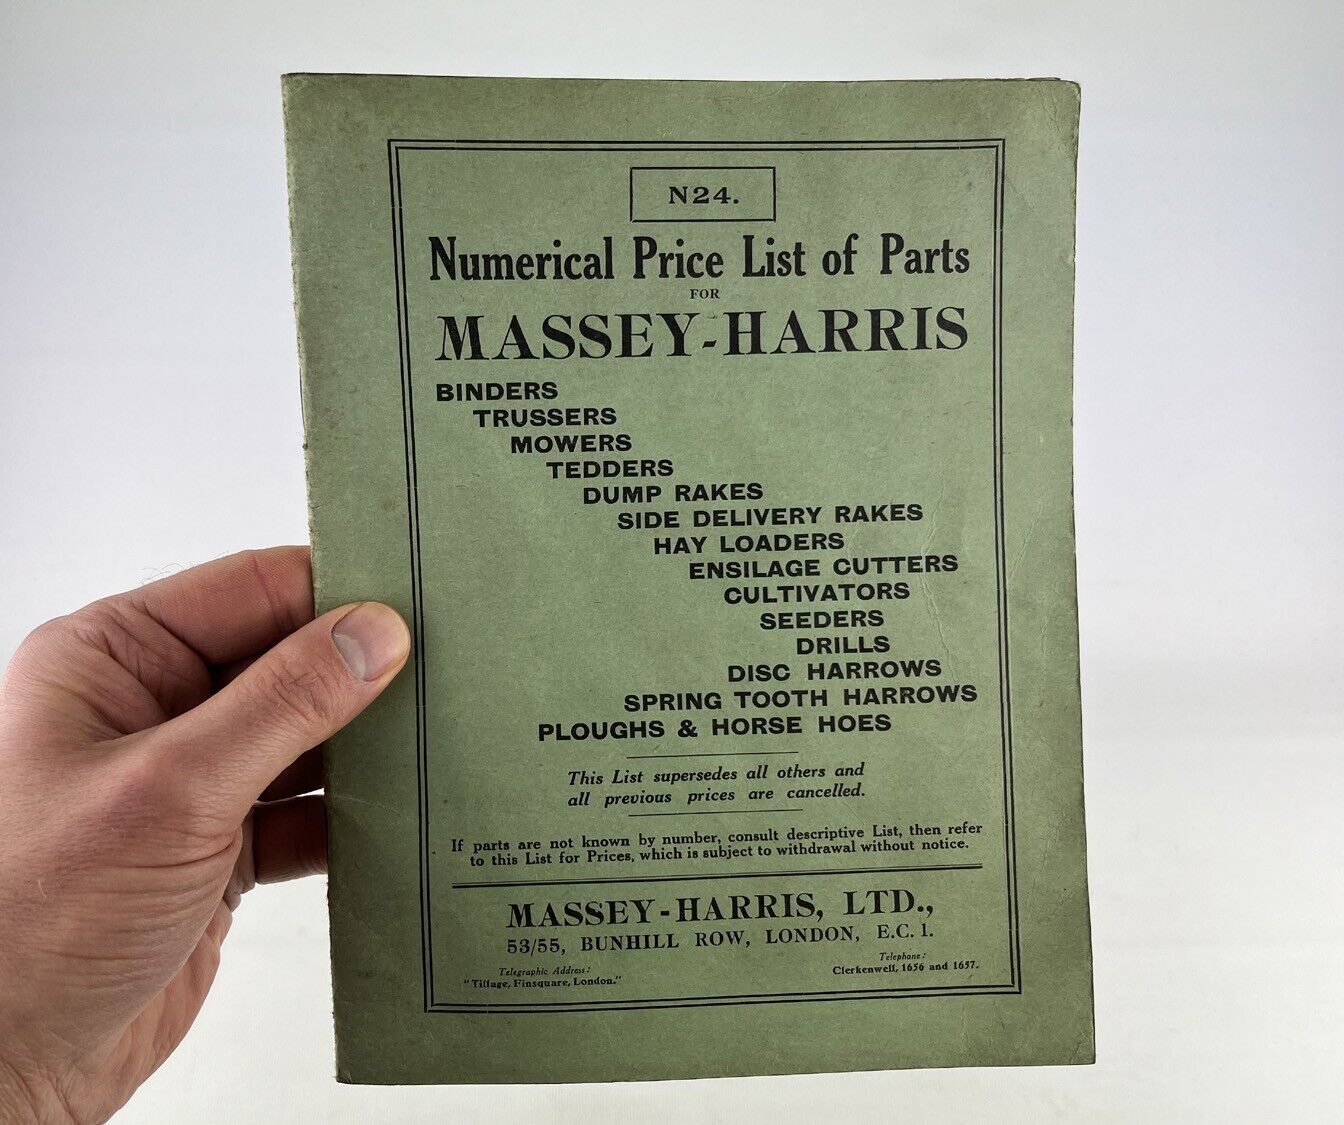 N24.
Numerical Price List of Parts
FOR
MASSEY-HARRIS
BINDERS
TRUSSERS
MOWERS
TEDDERS
DUMP RAKES
SIDE DELIVERY RAKES
HAY LOADERS
ENSILAGE CUTTERS
CULTIVATORS
SEEDERS
DRILLS
DISC HARROWS
SPRING TOOTH HARROWS
PLOUGHS & HORSE HOES
This List supersedes all others and
all previous prices are cancelled.
If parts are not known by number, consult descriptive List, then refer
to this List for Prices, which is subject to withdrawal without notice.
MASSEY-HARRIS, LTD.,
53/55, BUNHILL ROW, LONDON, E.C. 1.
Telegraphic Address:
"Tillage, Finsquare, London."
Telephone:
Clerkenwell, 1656 and 1657.